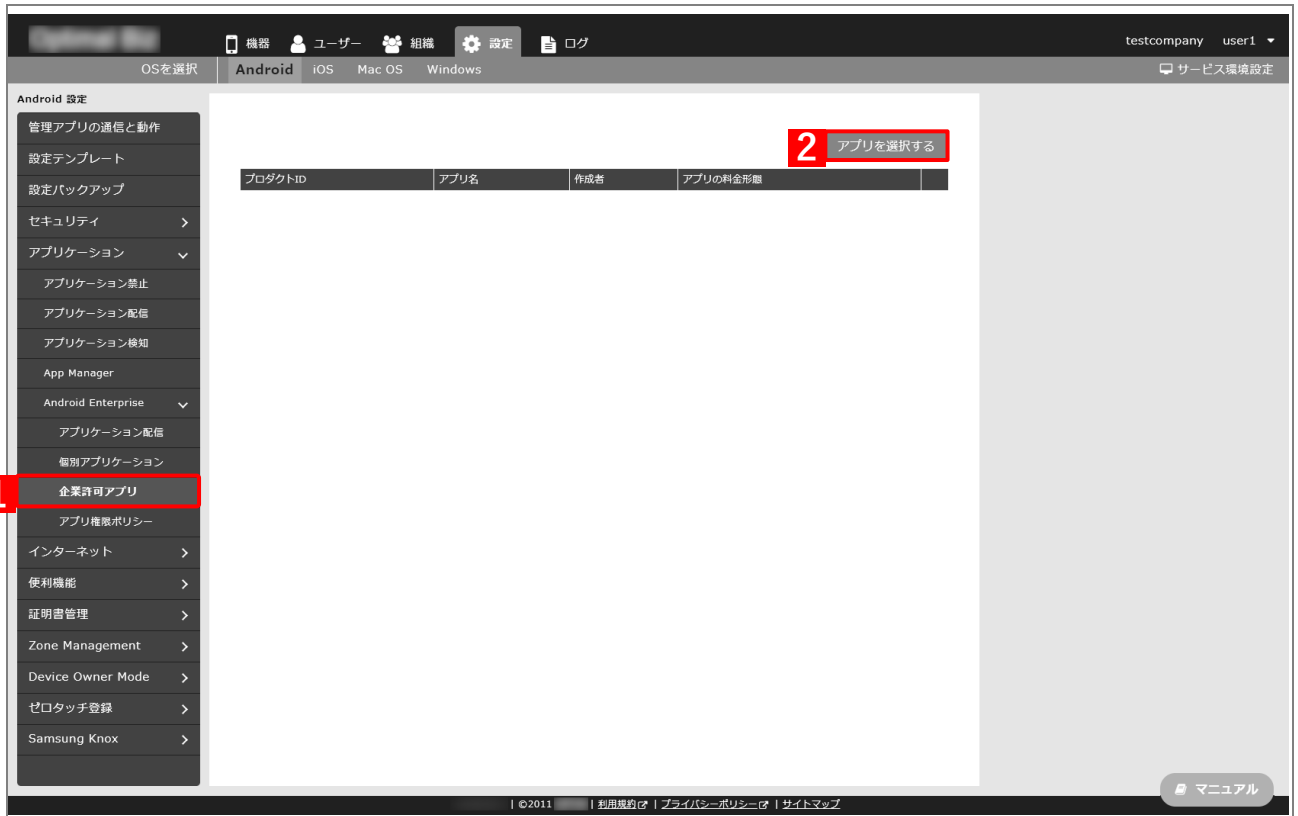 機器 ユーザー 組織 設定 ログ testcompany user1
OSを選択 Android iOS Mac OS Windows サービス環境設定
Android 設定
管理アプリの通信と動作
2 アプリを選択する
設定テンプレート
プロダクトID アプリ名 作成者 アプリの料金形態
設定バックアップ
セキュリティ
アプリケーション
アプリケーション禁止
アプリケーション配信
アプリケーション検知
App Manager
Android Enterprise
アプリケーション配信
個別アプリケーション
1 企業許可アプリ
アプリ権限ポリシー
インターネット
便利機能
証明書管理
Zone Management
Device Owner Mode
ゼロタッチ登録
Samsung Knox
マニュアル
| ©2011 | 利用規約 | プライバシーポリシー | サイトマップ